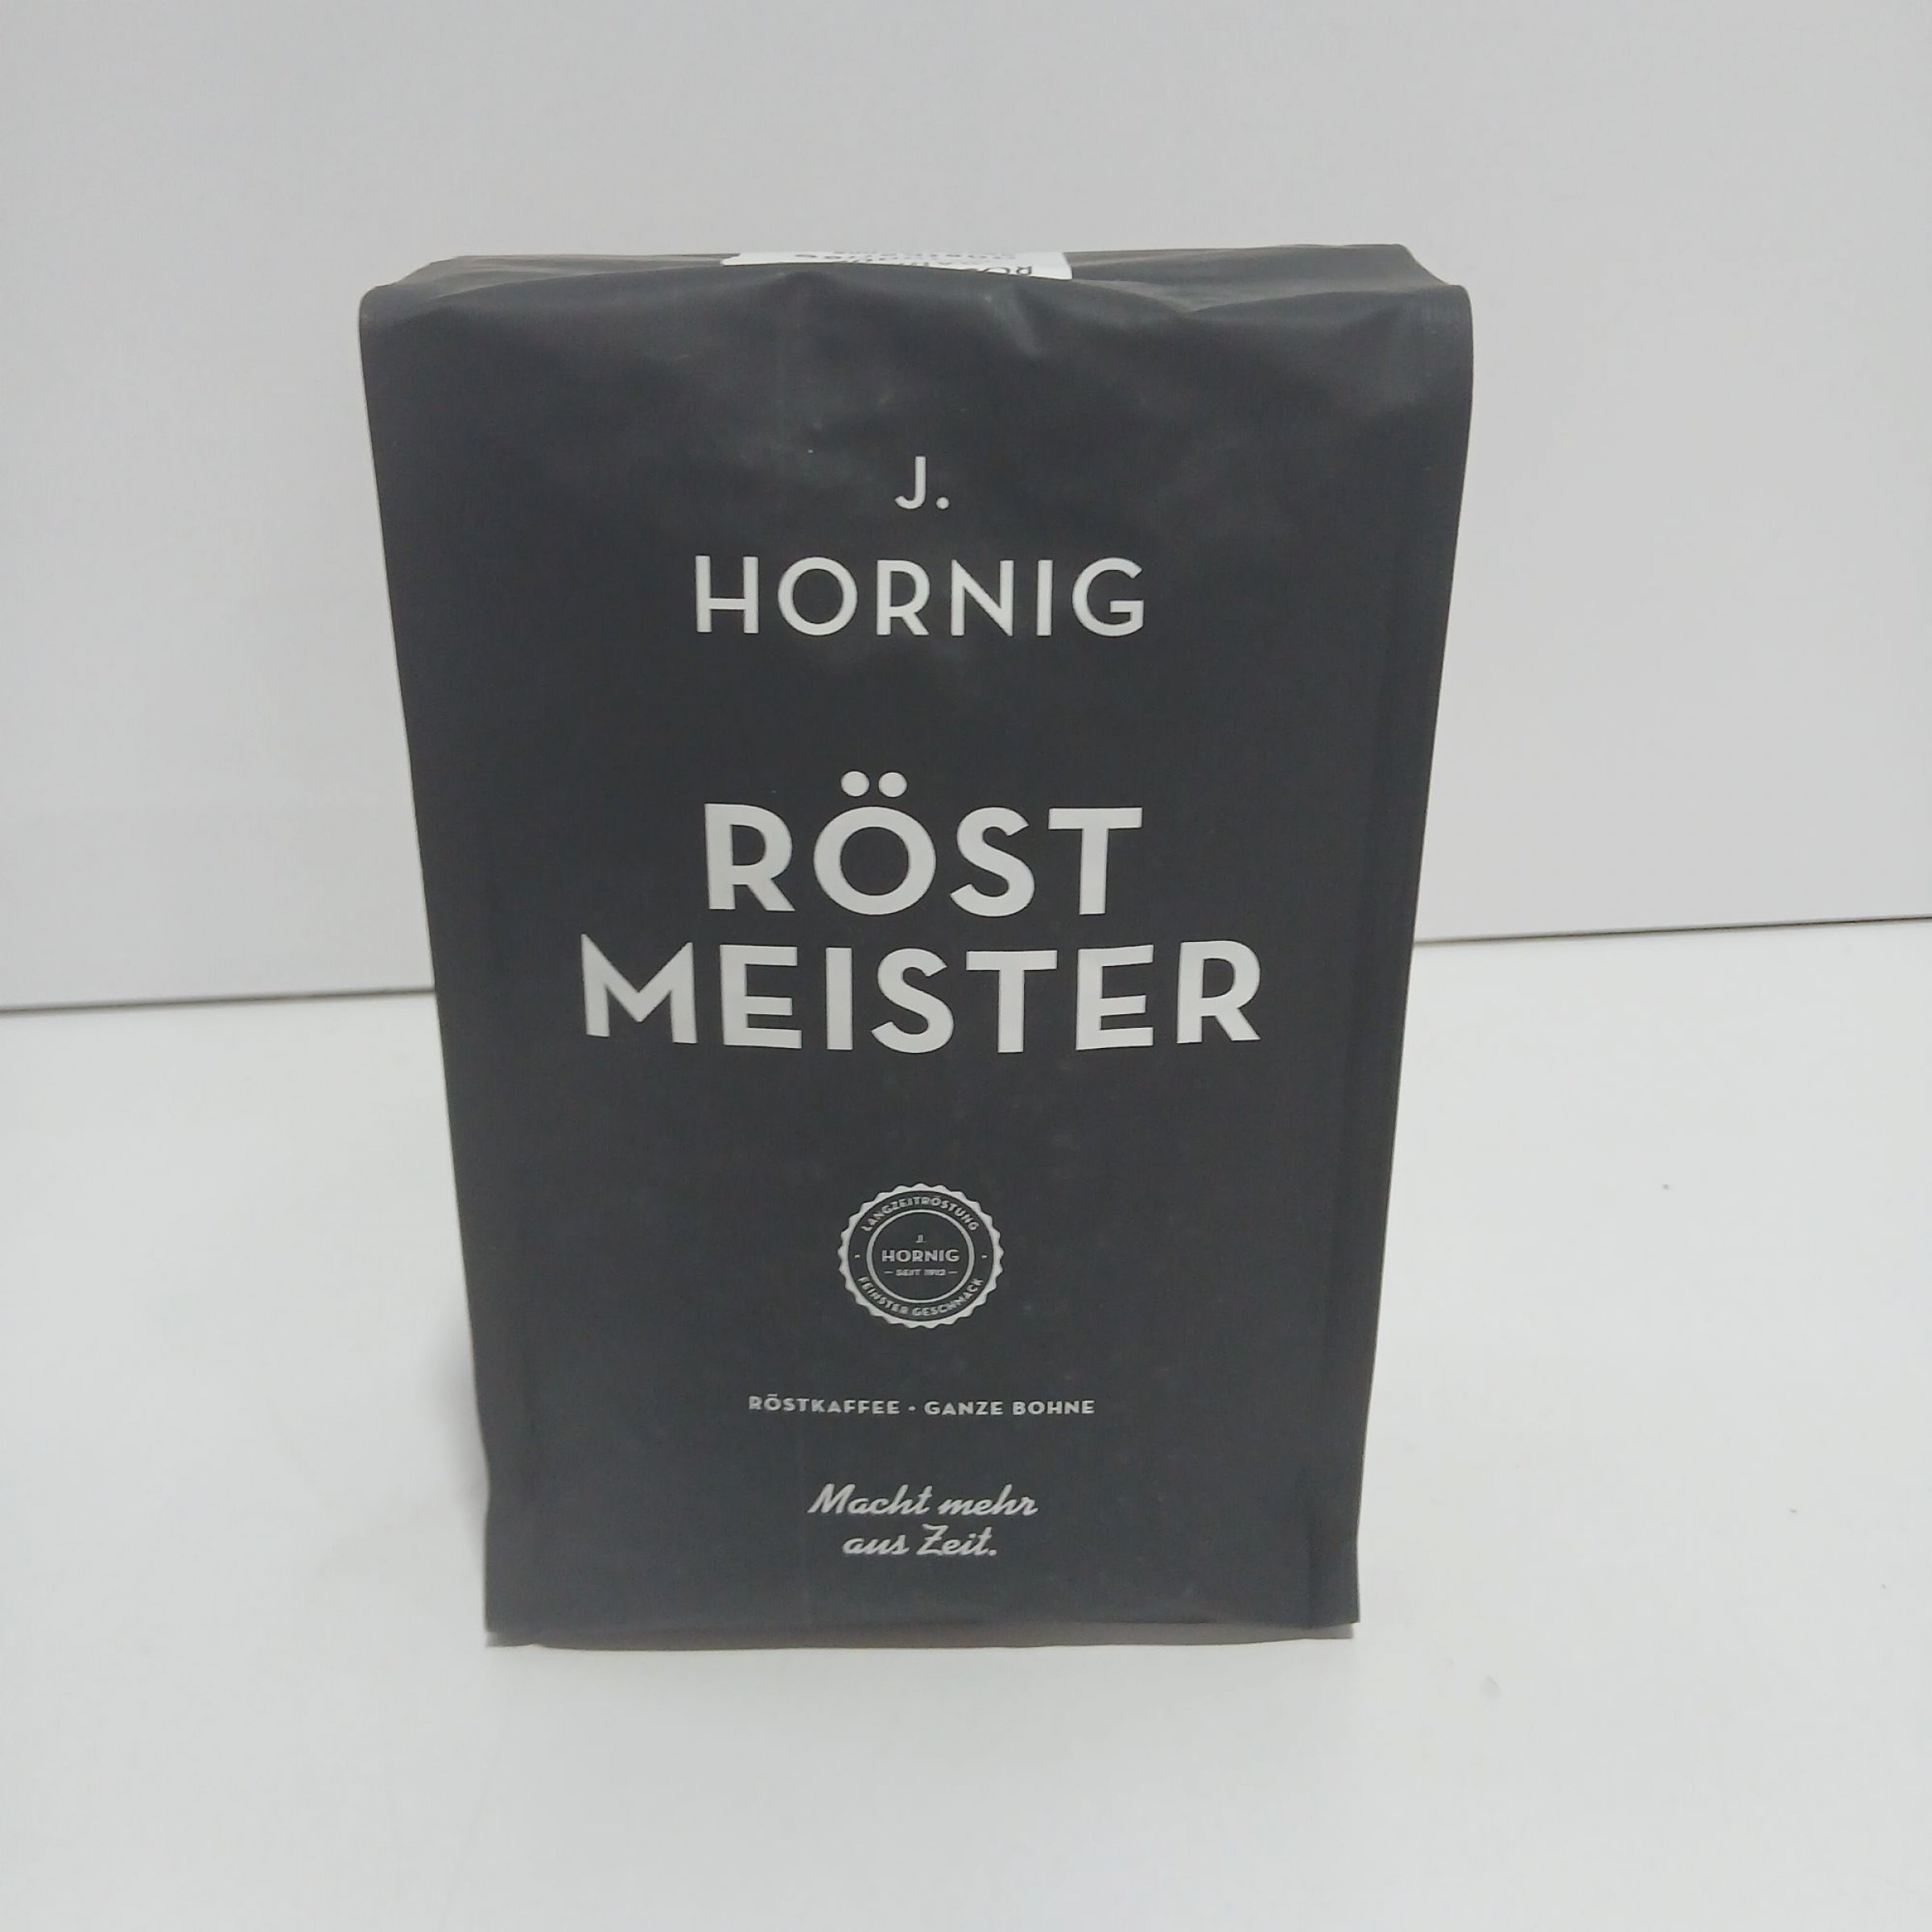 J.
HORNIG
RÖST
MEISTER
LANGZEITRÖSTUNG
J.
HORNIG
SEIT 1912
FEINSTER GESCHMACK
RÖSTKAFFEE • GANZE BOHNE
Macht mehr
aus Zeit.